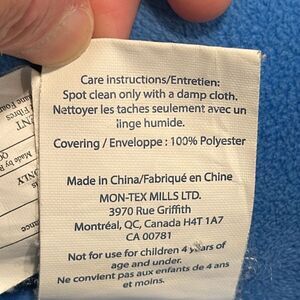 Care instructions/Entretien:
Spot clean only with a damp cloth.
Nettoyer les taches seulement avec un
linge humide.
Covering / Enveloppe : 100% Polyester
Made in China/Fabriqué en Chine
MON-TEX MILLS LTD.
3970 Rue Griffith
Montréal, QC, Canada H4T 1A7
CA 00781
Not for use for children 4 years of
age and under.
Ne convient pas aux enfants de 4 ans
et moins.